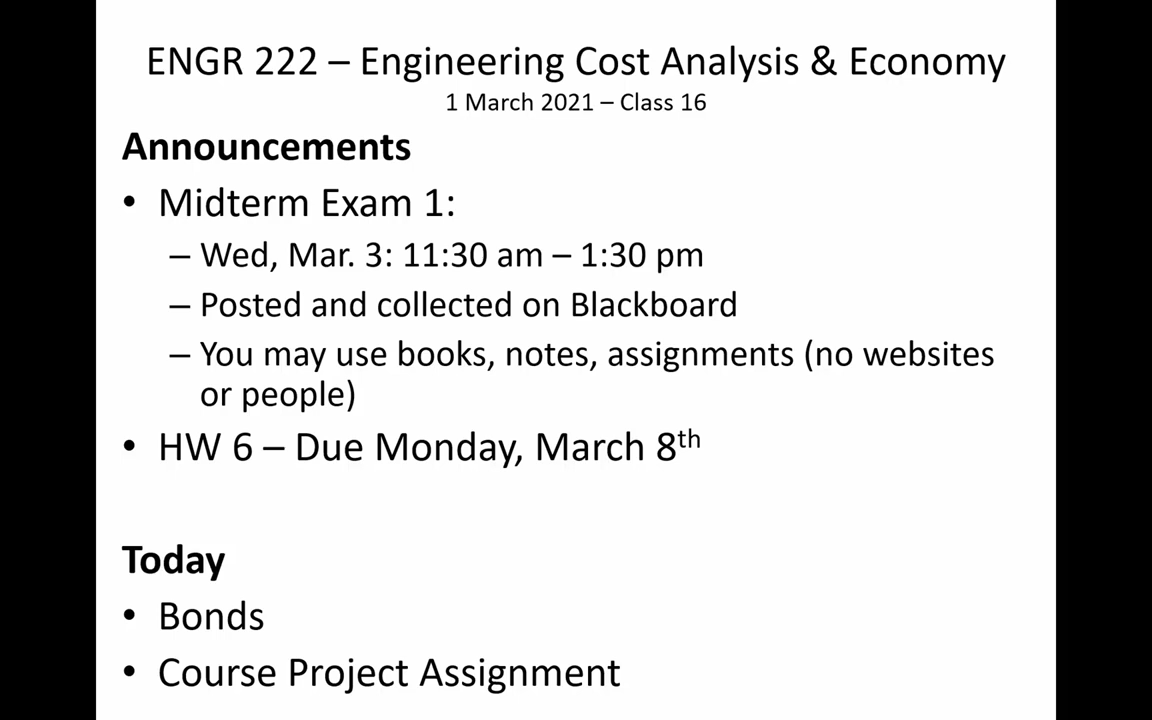 ENGR 222 – Engineering Cost Analysis & Economy
1 March 2021 – Class 16
Announcements
• Midterm Exam 1:
– Wed, Mar. 3: 11:30 am – 1:30 pm
– Posted and collected on Blackboard
– You may use books, notes, assignments (no websites
or people)
• HW 6 – Due Monday, March 8th
Today
• Bonds
• Course Project Assignment